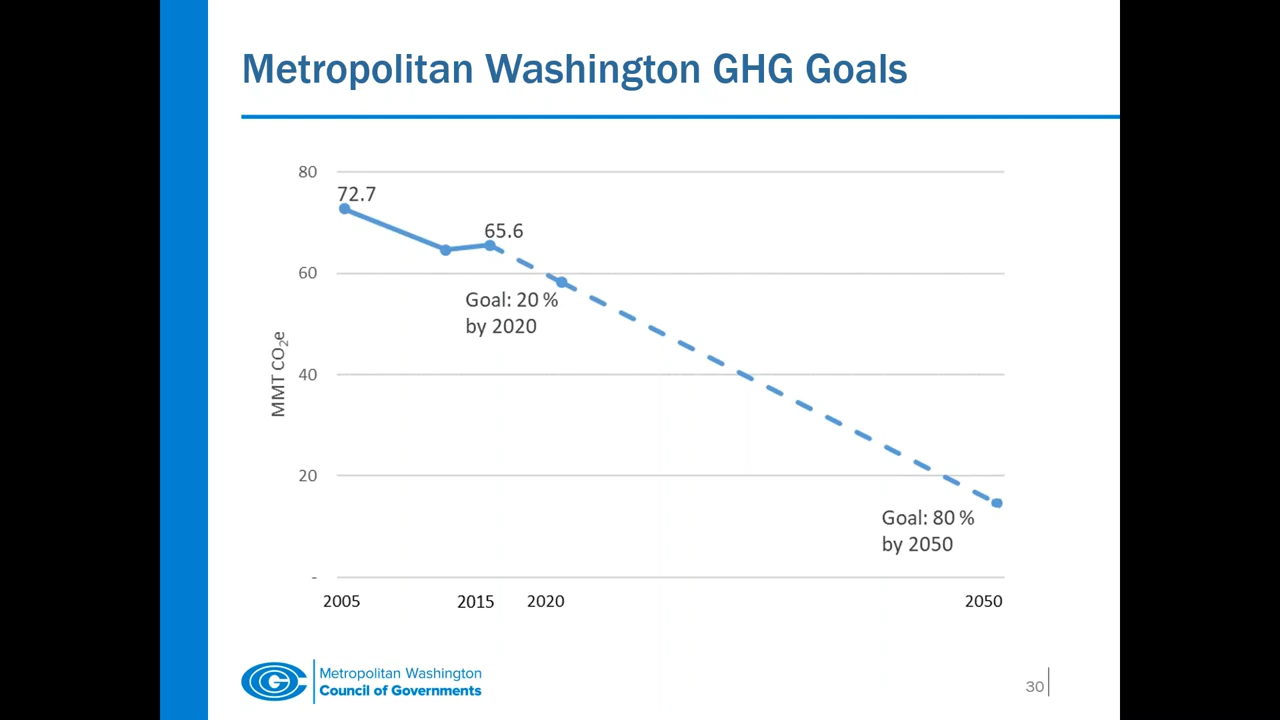 Metropolitan Washington GHG Goals
80
72.7
65.6
60
Goal: 20 %
by 2020
MMT CO₂e
40
20
Goal: 80 %
by 2050
-
2005 2015 2020 2050
Metropolitan Washington
Council of Governments
30